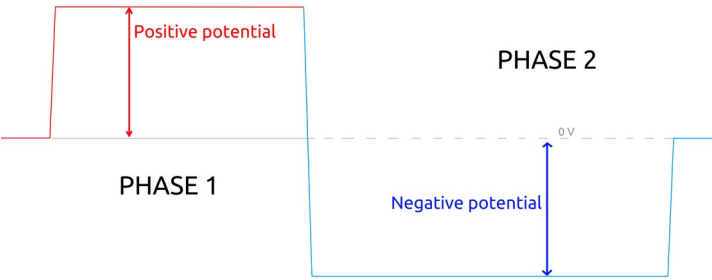 Positive potential
PHASE 2
0 V
PHASE 1
Negative potential